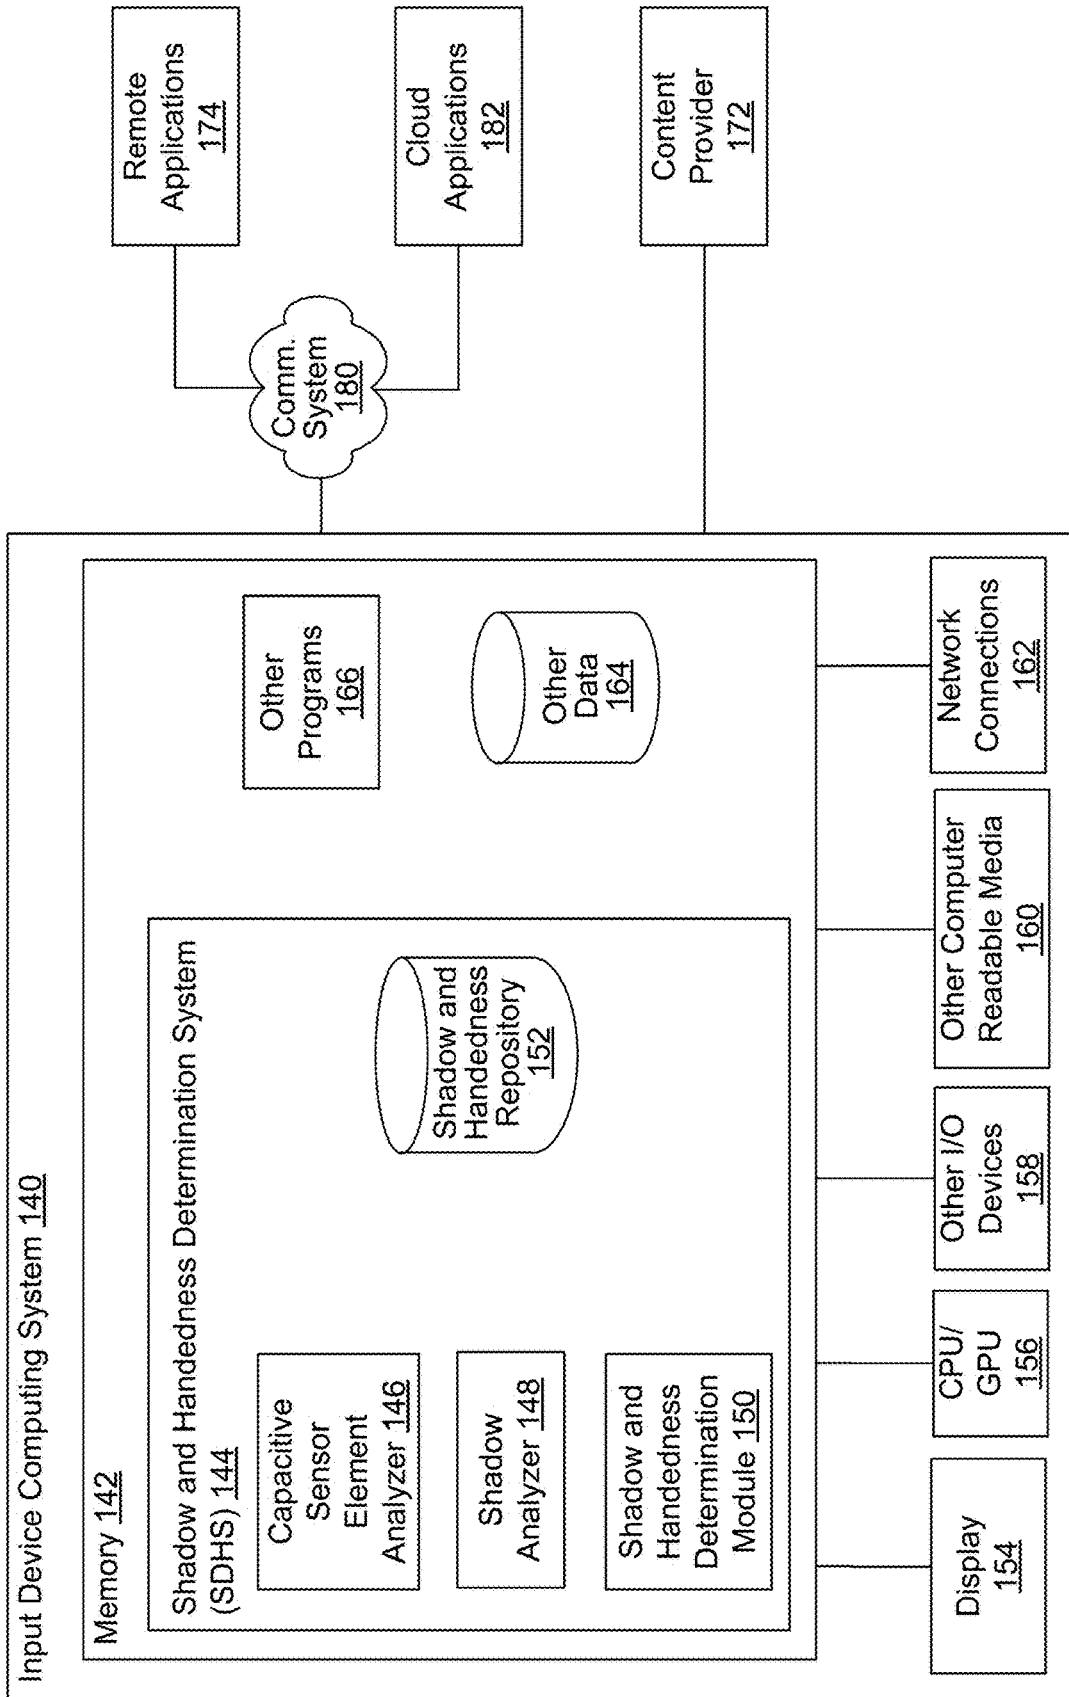 Input Device Computing System 140
Memory 142
Shadow and Handedness Determination System
(SDHS) 144
Capacitive
Sensor
Element
Analyzer 146
Shadow
Analyzer 148
Shadow and
Handedness
Determination
Module 150
Shadow and
Handedness
Repository
152
Other
Programs
166
Other
Data
164
Display
154
CPU/
GPU
156
Other I/O
Devices
158
Other Computer
Readable Media
160
Network
Connections
162
Comm.
System
180
Remote
Applications
174
Cloud
Applications
182
Content
Provider
172